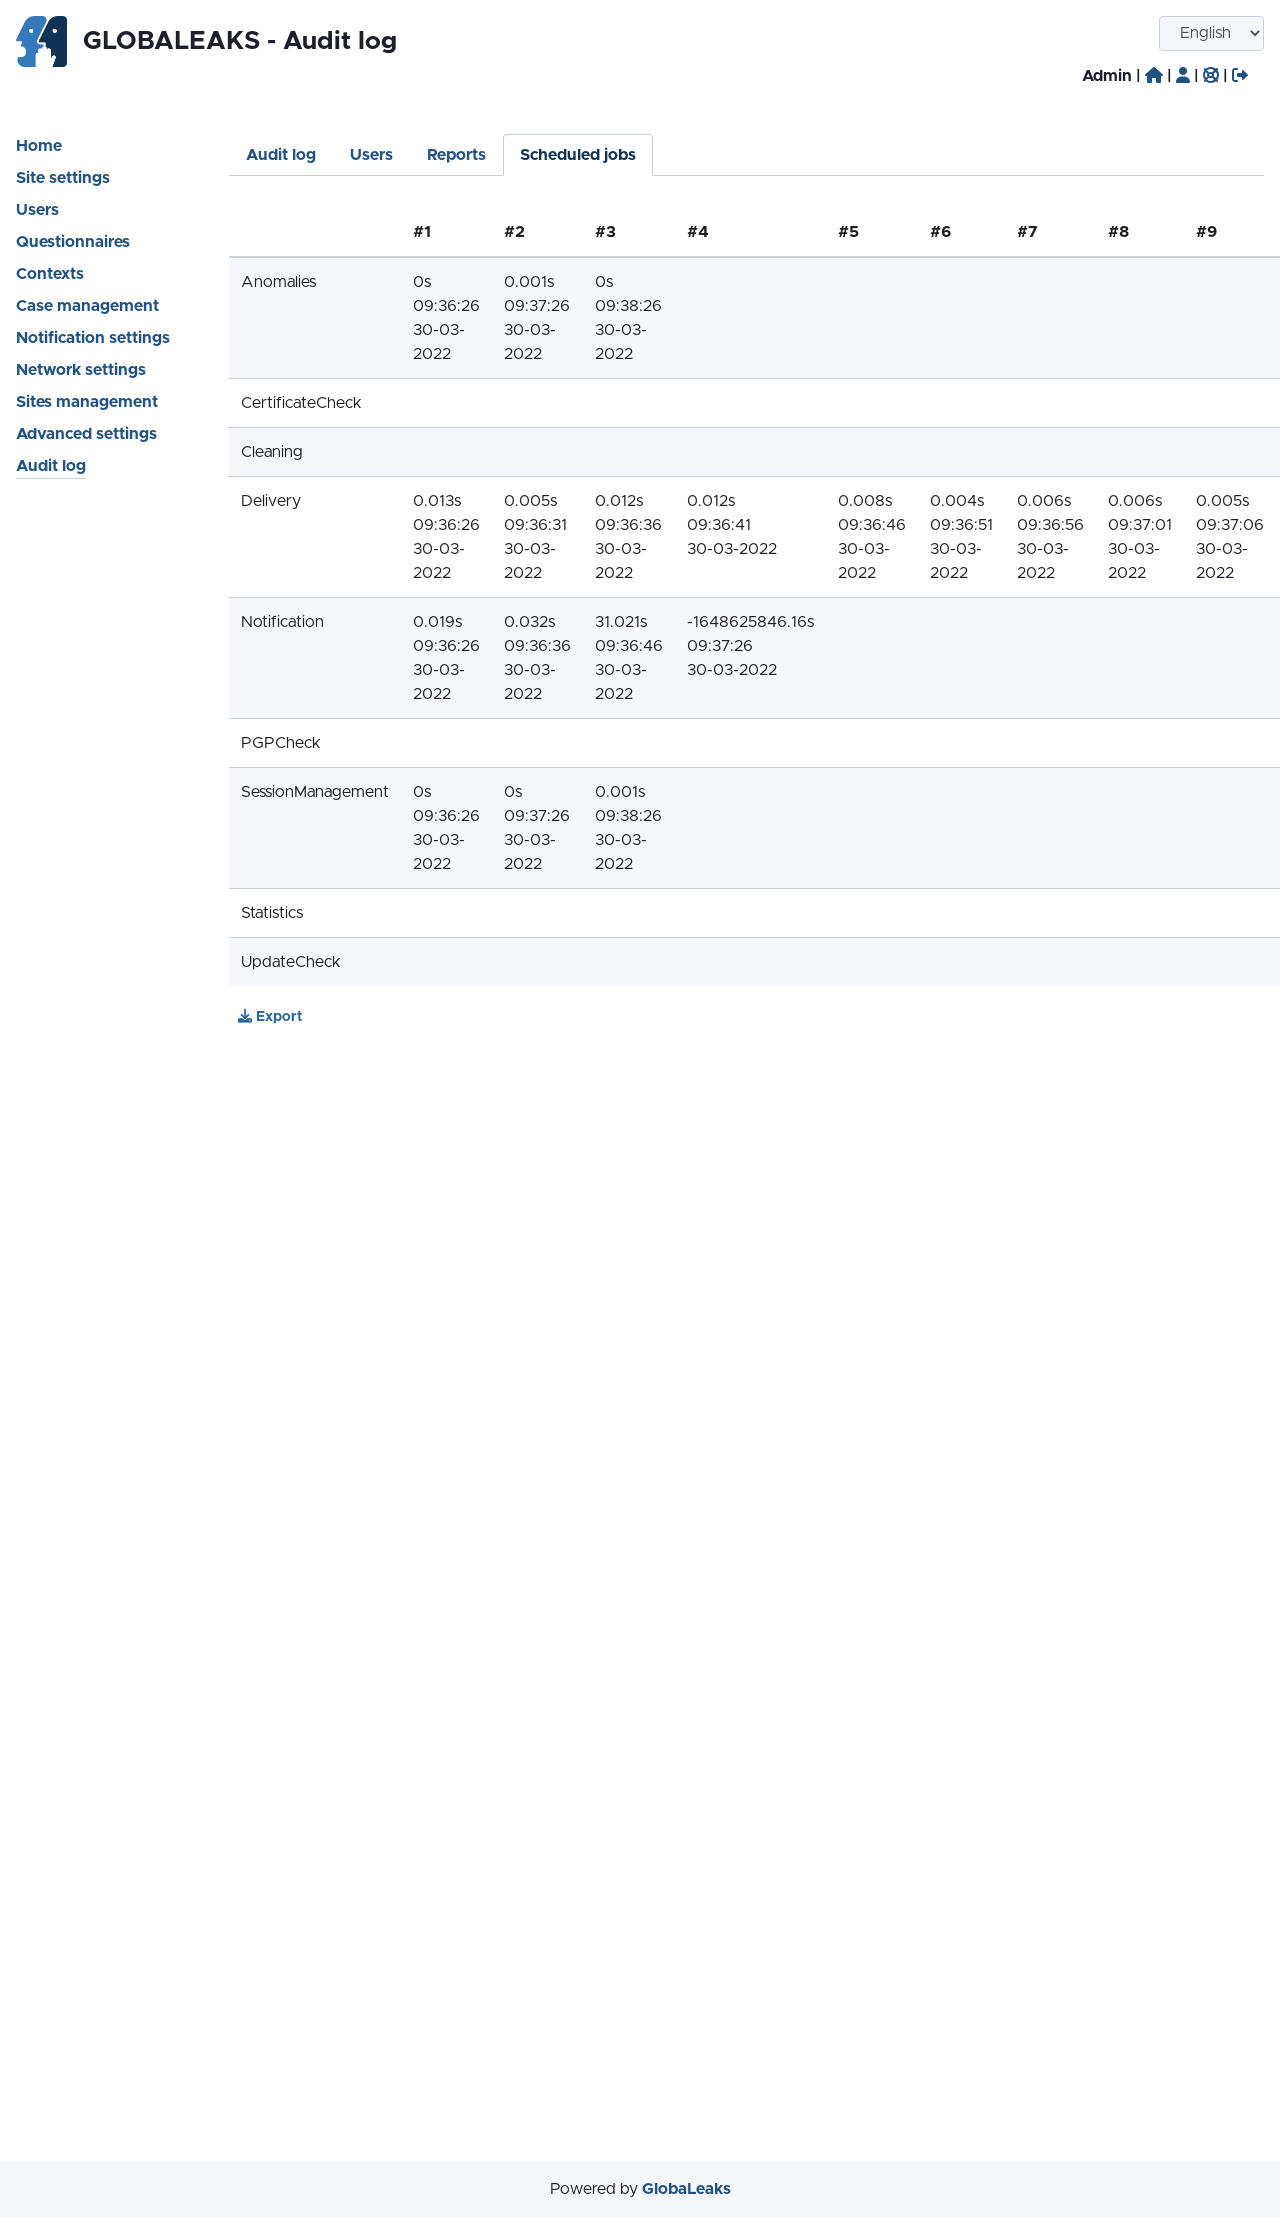 GLOBALEAKS - Audit log
English
Admin | | | |
Home
Site settings
Users
Questionnaires
Contexts
Case management
Notification settings
Network settings
Sites management
Advanced settings
Audit log
Audit log Users Reports Scheduled jobs
#1 #2 #3 #4 #5 #6 #7 #8 #9
Anomalies 0s 0.001s 0s
09:36:26 09:37:26 09:38:26
30-03- 30-03- 30-03-
2022 2022 2022
CertificateCheck
Cleaning
Delivery 0.013s 0.005s 0.012s 0.012s 0.008s 0.004s 0.006s 0.006s 0.005s
09:36:26 09:36:31 09:36:36 09:36:41 09:36:46 09:36:51 09:36:56 09:37:01 09:37:06
30-03- 30-03- 30-03- 30-03-2022 30-03- 30-03- 30-03- 30-03- 30-03-
2022 2022 2022 2022 2022 2022 2022 2022
Notification 0.019s 0.032s 31.021s -1648625846.16s
09:36:26 09:36:36 09:36:46 09:37:26
30-03- 30-03- 30-03- 30-03-2022
2022 2022 2022
PGPCheck
SessionManagement 0s 0s 0.001s
09:36:26 09:37:26 09:38:26
30-03- 30-03- 30-03-
2022 2022 2022
Statistics
UpdateCheck
Export
Powered by GlobaLeaks